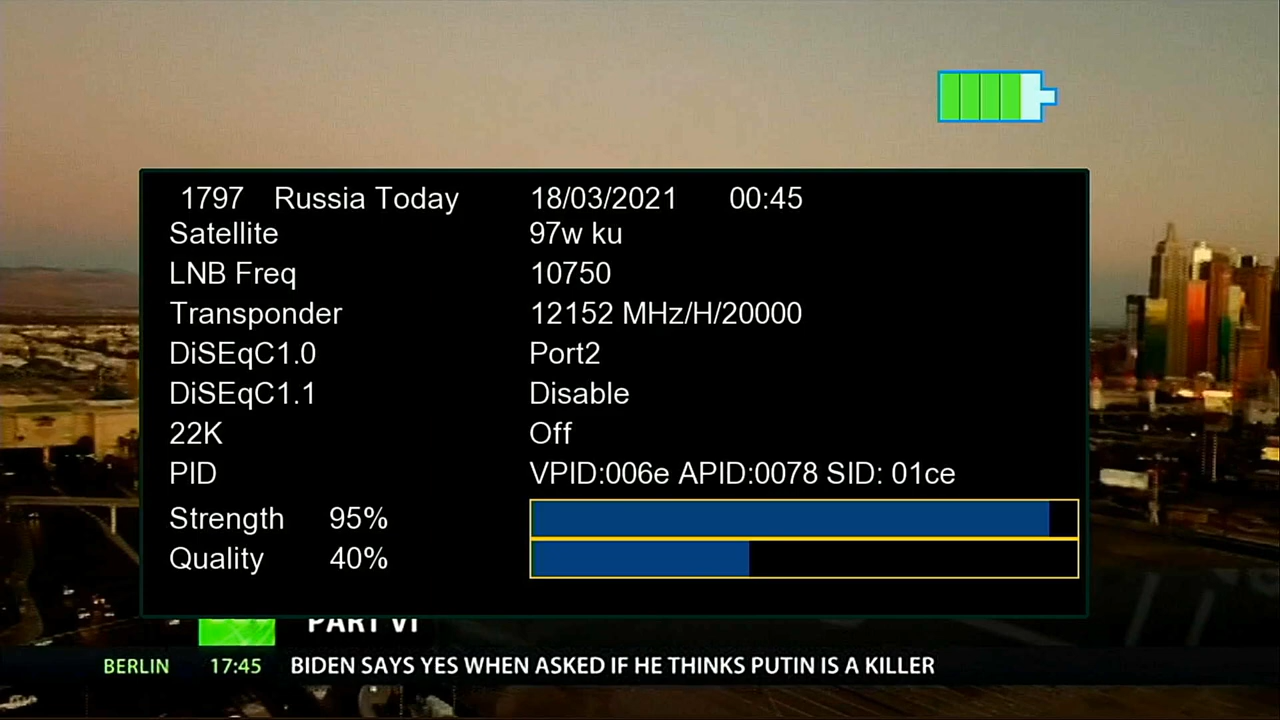 1797 Russia Today 18/03/2021 00:45
Satellite 97w ku
LNB Freq 10750
Transponder 12152 MHz/H/20000
DiSEqC1.0 Port2
DiSEqC1.1 Disable
22K Off
PID VPID:006e APID:0078 SID: 01ce
Strength 95%
Quality 40%
PART VI
BERLIN 17:45 BIDEN SAYS YES WHEN ASKED IF HE THINKS PUTIN IS A KILLER